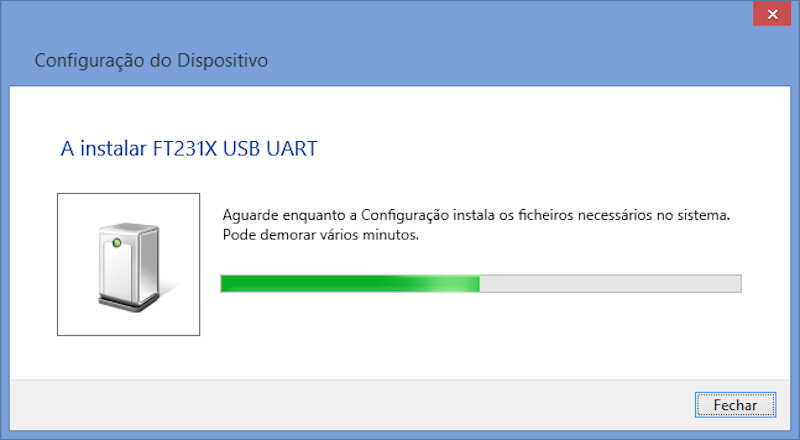 Configuração do Dispositivo
A instalar FT231X USB UART
Aguarde enquanto a Configuração instala os ficheiros necessários no sistema.
Pode demorar vários minutos.
Fechar